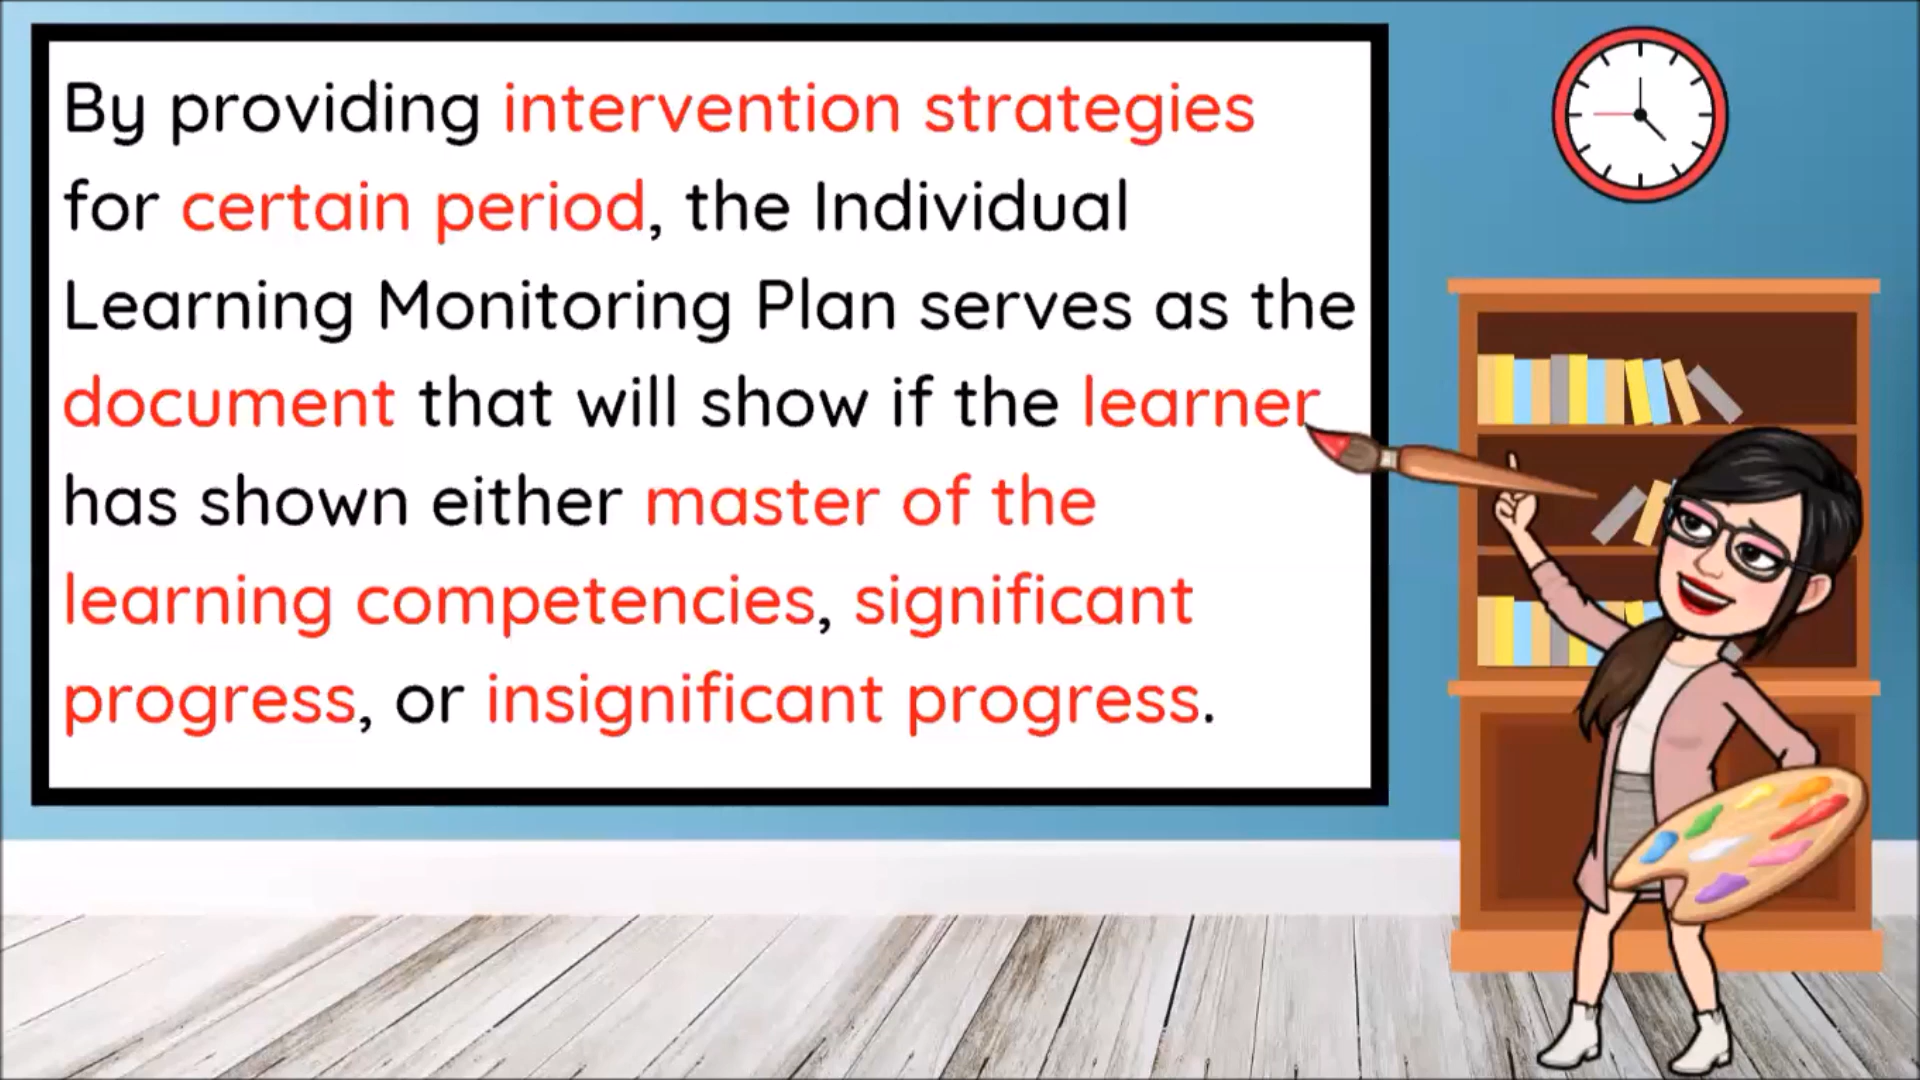 By providing intervention strategies
for certain period, the Individual
Learning Monitoring Plan serves as the
document that will show if the learner
has shown either master of the
learning competencies, significant
progress, or insignificant progress.